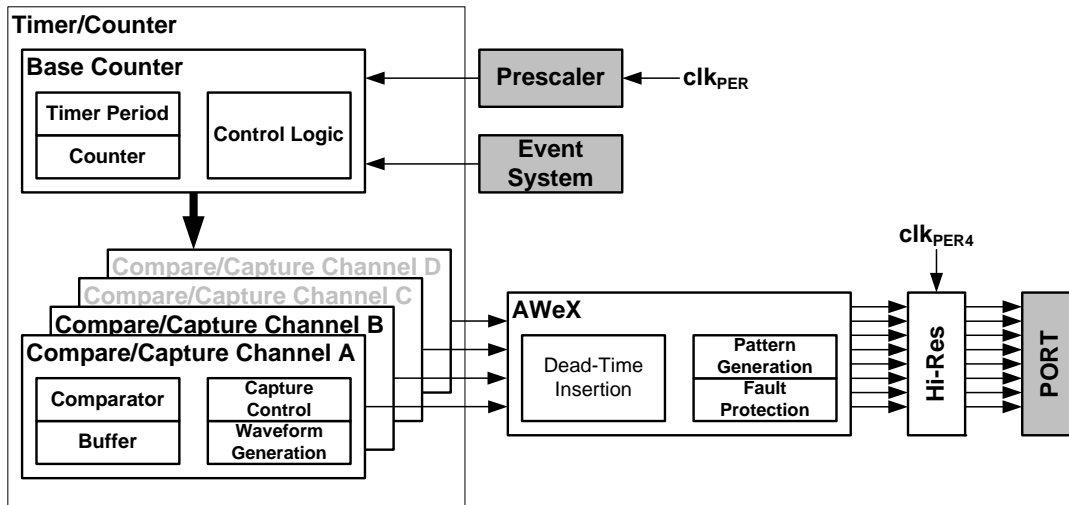 Timer/Counter
Base Counter
Timer Period
Counter
Control Logic
Prescaler
clkPER
Event
System
Compare/Capture Channel D
Compare/Capture Channel C
Compare/Capture Channel B
Compare/Capture Channel A
Comparator
Buffer
Capture
Control
Waveform
Generation
AWeX
Dead-Time
Insertion
Pattern
Generation
Fault
Protection
clkPER4
Hi-Res
PORT